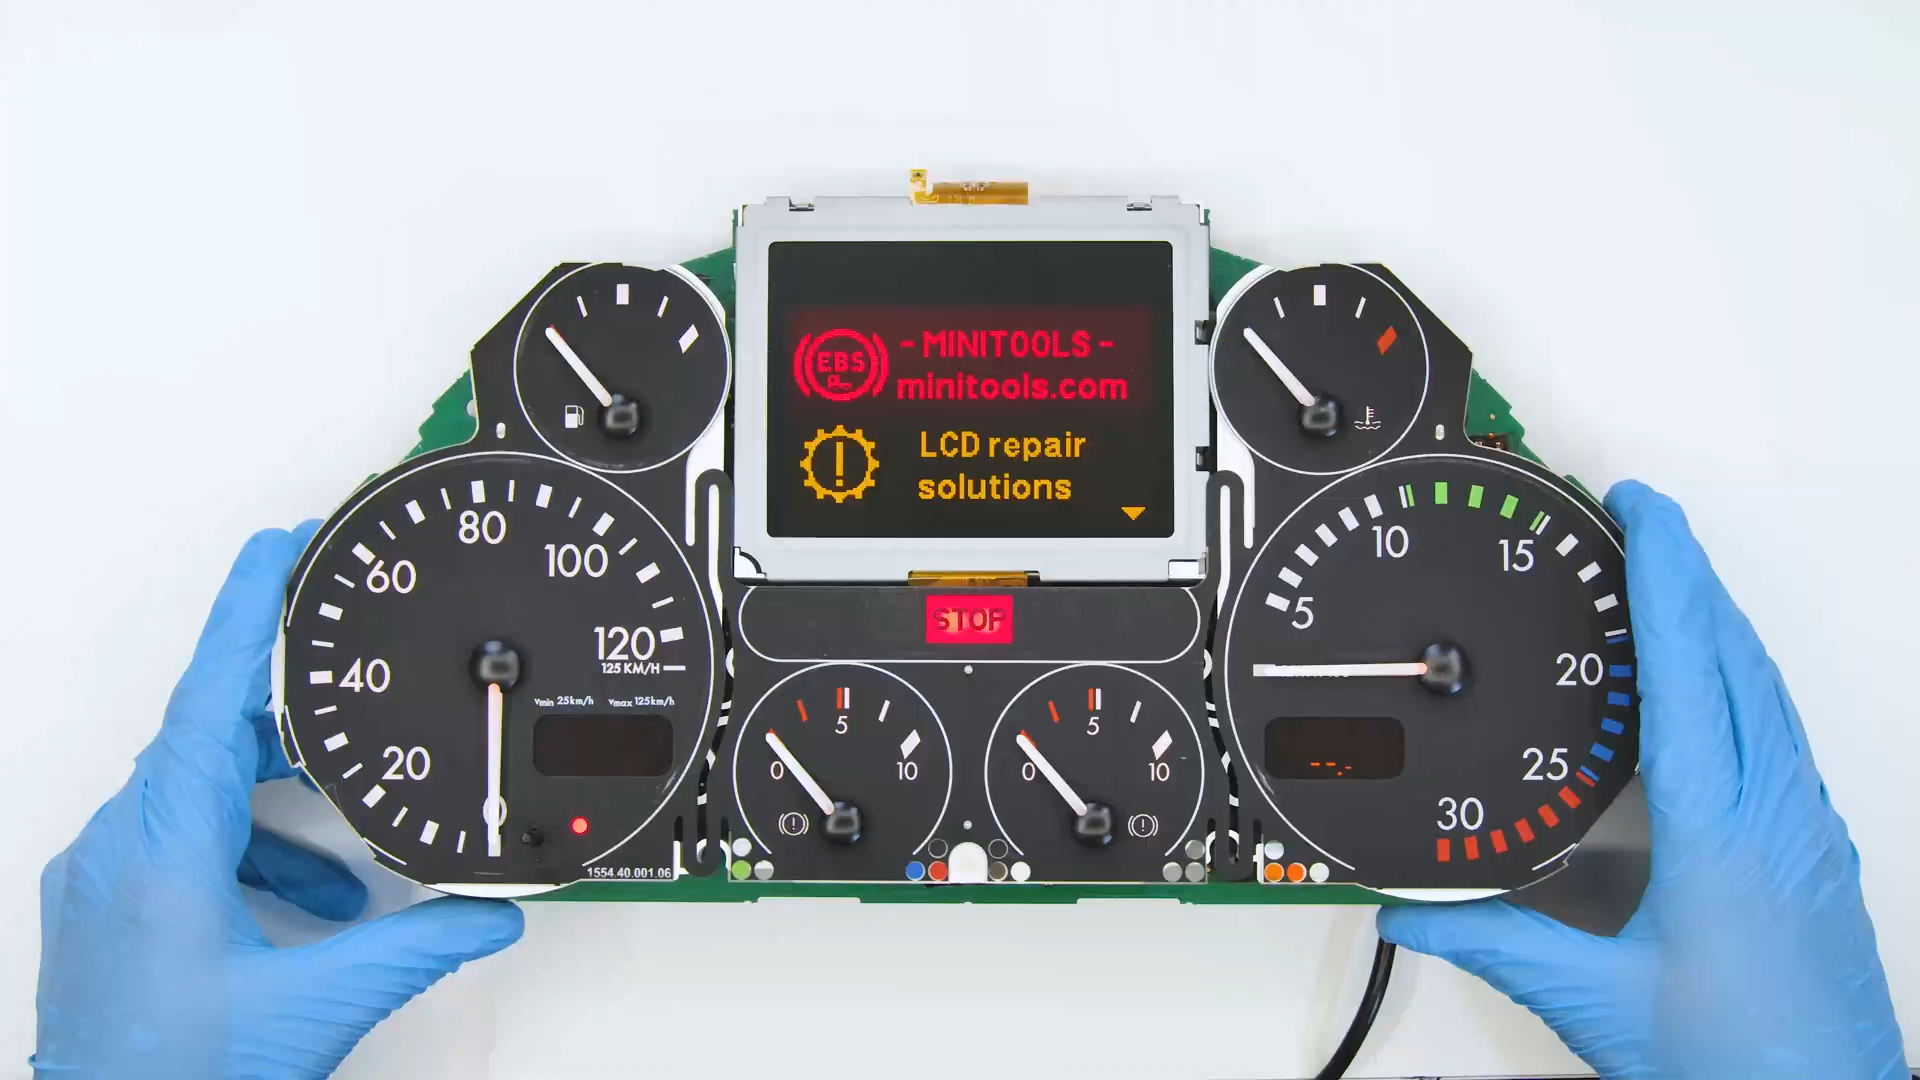 EBS
- MINITOOLS -
minitools.com
LCD repair
solutions
STOP
0
20
40
60
80
100
120
125 KM/H
vmin 25km/h vmax 125km/h
1554.40.001.06
0
5
10
0
5
10
5
10
15
20
25
30
--.-